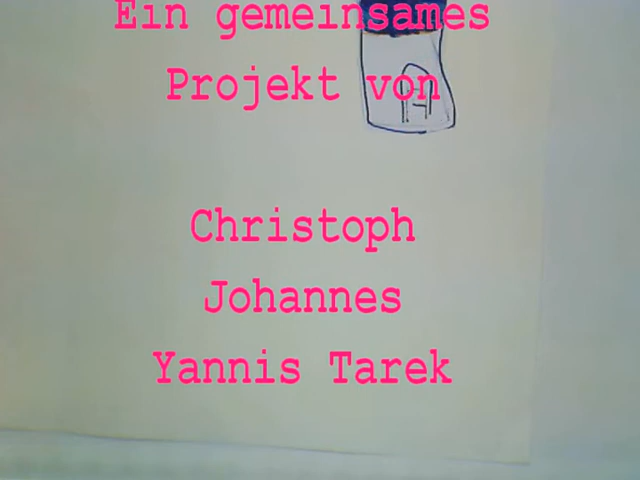 Ein gemeinsames
Projekt von
Christoph
Johannes
Yannis Tarek